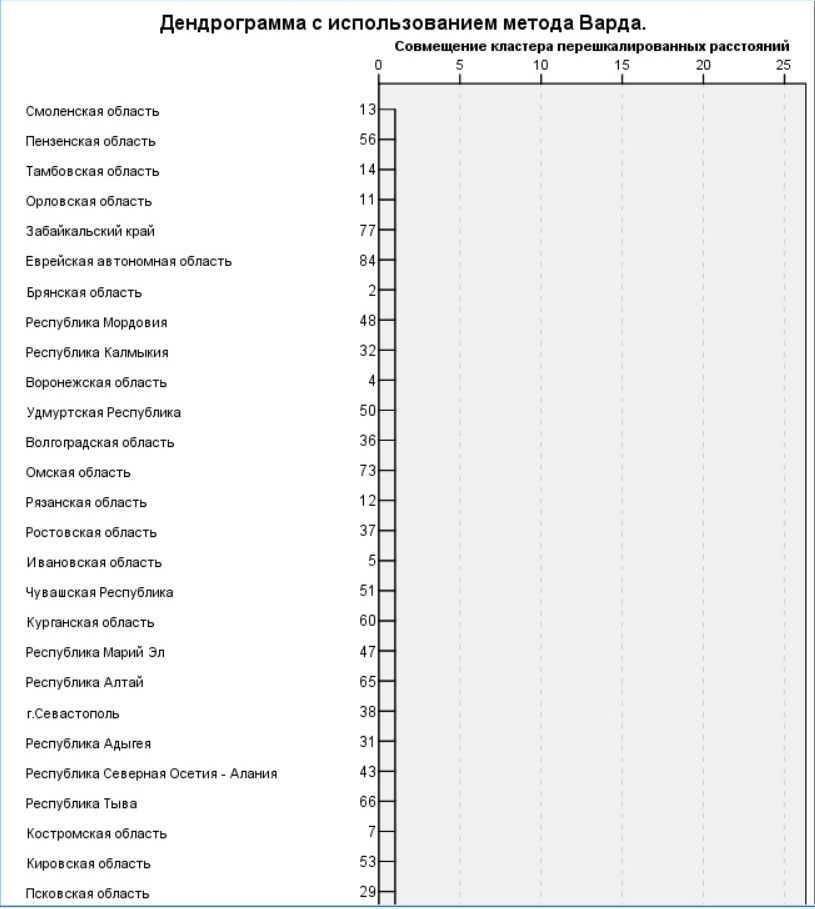 Дендрограмма с использованием метода Варда.
Совмещение кластера перешкалированных расстояний
0 5 10 15 20 25
Смоленская область 13
Пензенская область 56
Тамбовская область 14
Орловская область 11
Забайкальский край 77
Еврейская автономная область 84
Брянская область 2
Республика Мордовия 48
Республика Калмыкия 32
Воронежская область 4
Удмуртская Республика 50
Волгоградская область 36
Омская область 73
Рязанская область 12
Ростовская область 37
Ивановская область 5
Чувашская Республика 51
Курганская область 60
Республика Марий Эл 47
Республика Алтай 65
г.Севастополь 38
Республика Адыгея 31
Республика Северная Осетия - Алания 43
Республика Тыва 66
Костромская область 7
Кировская область 53
Псковская область 29